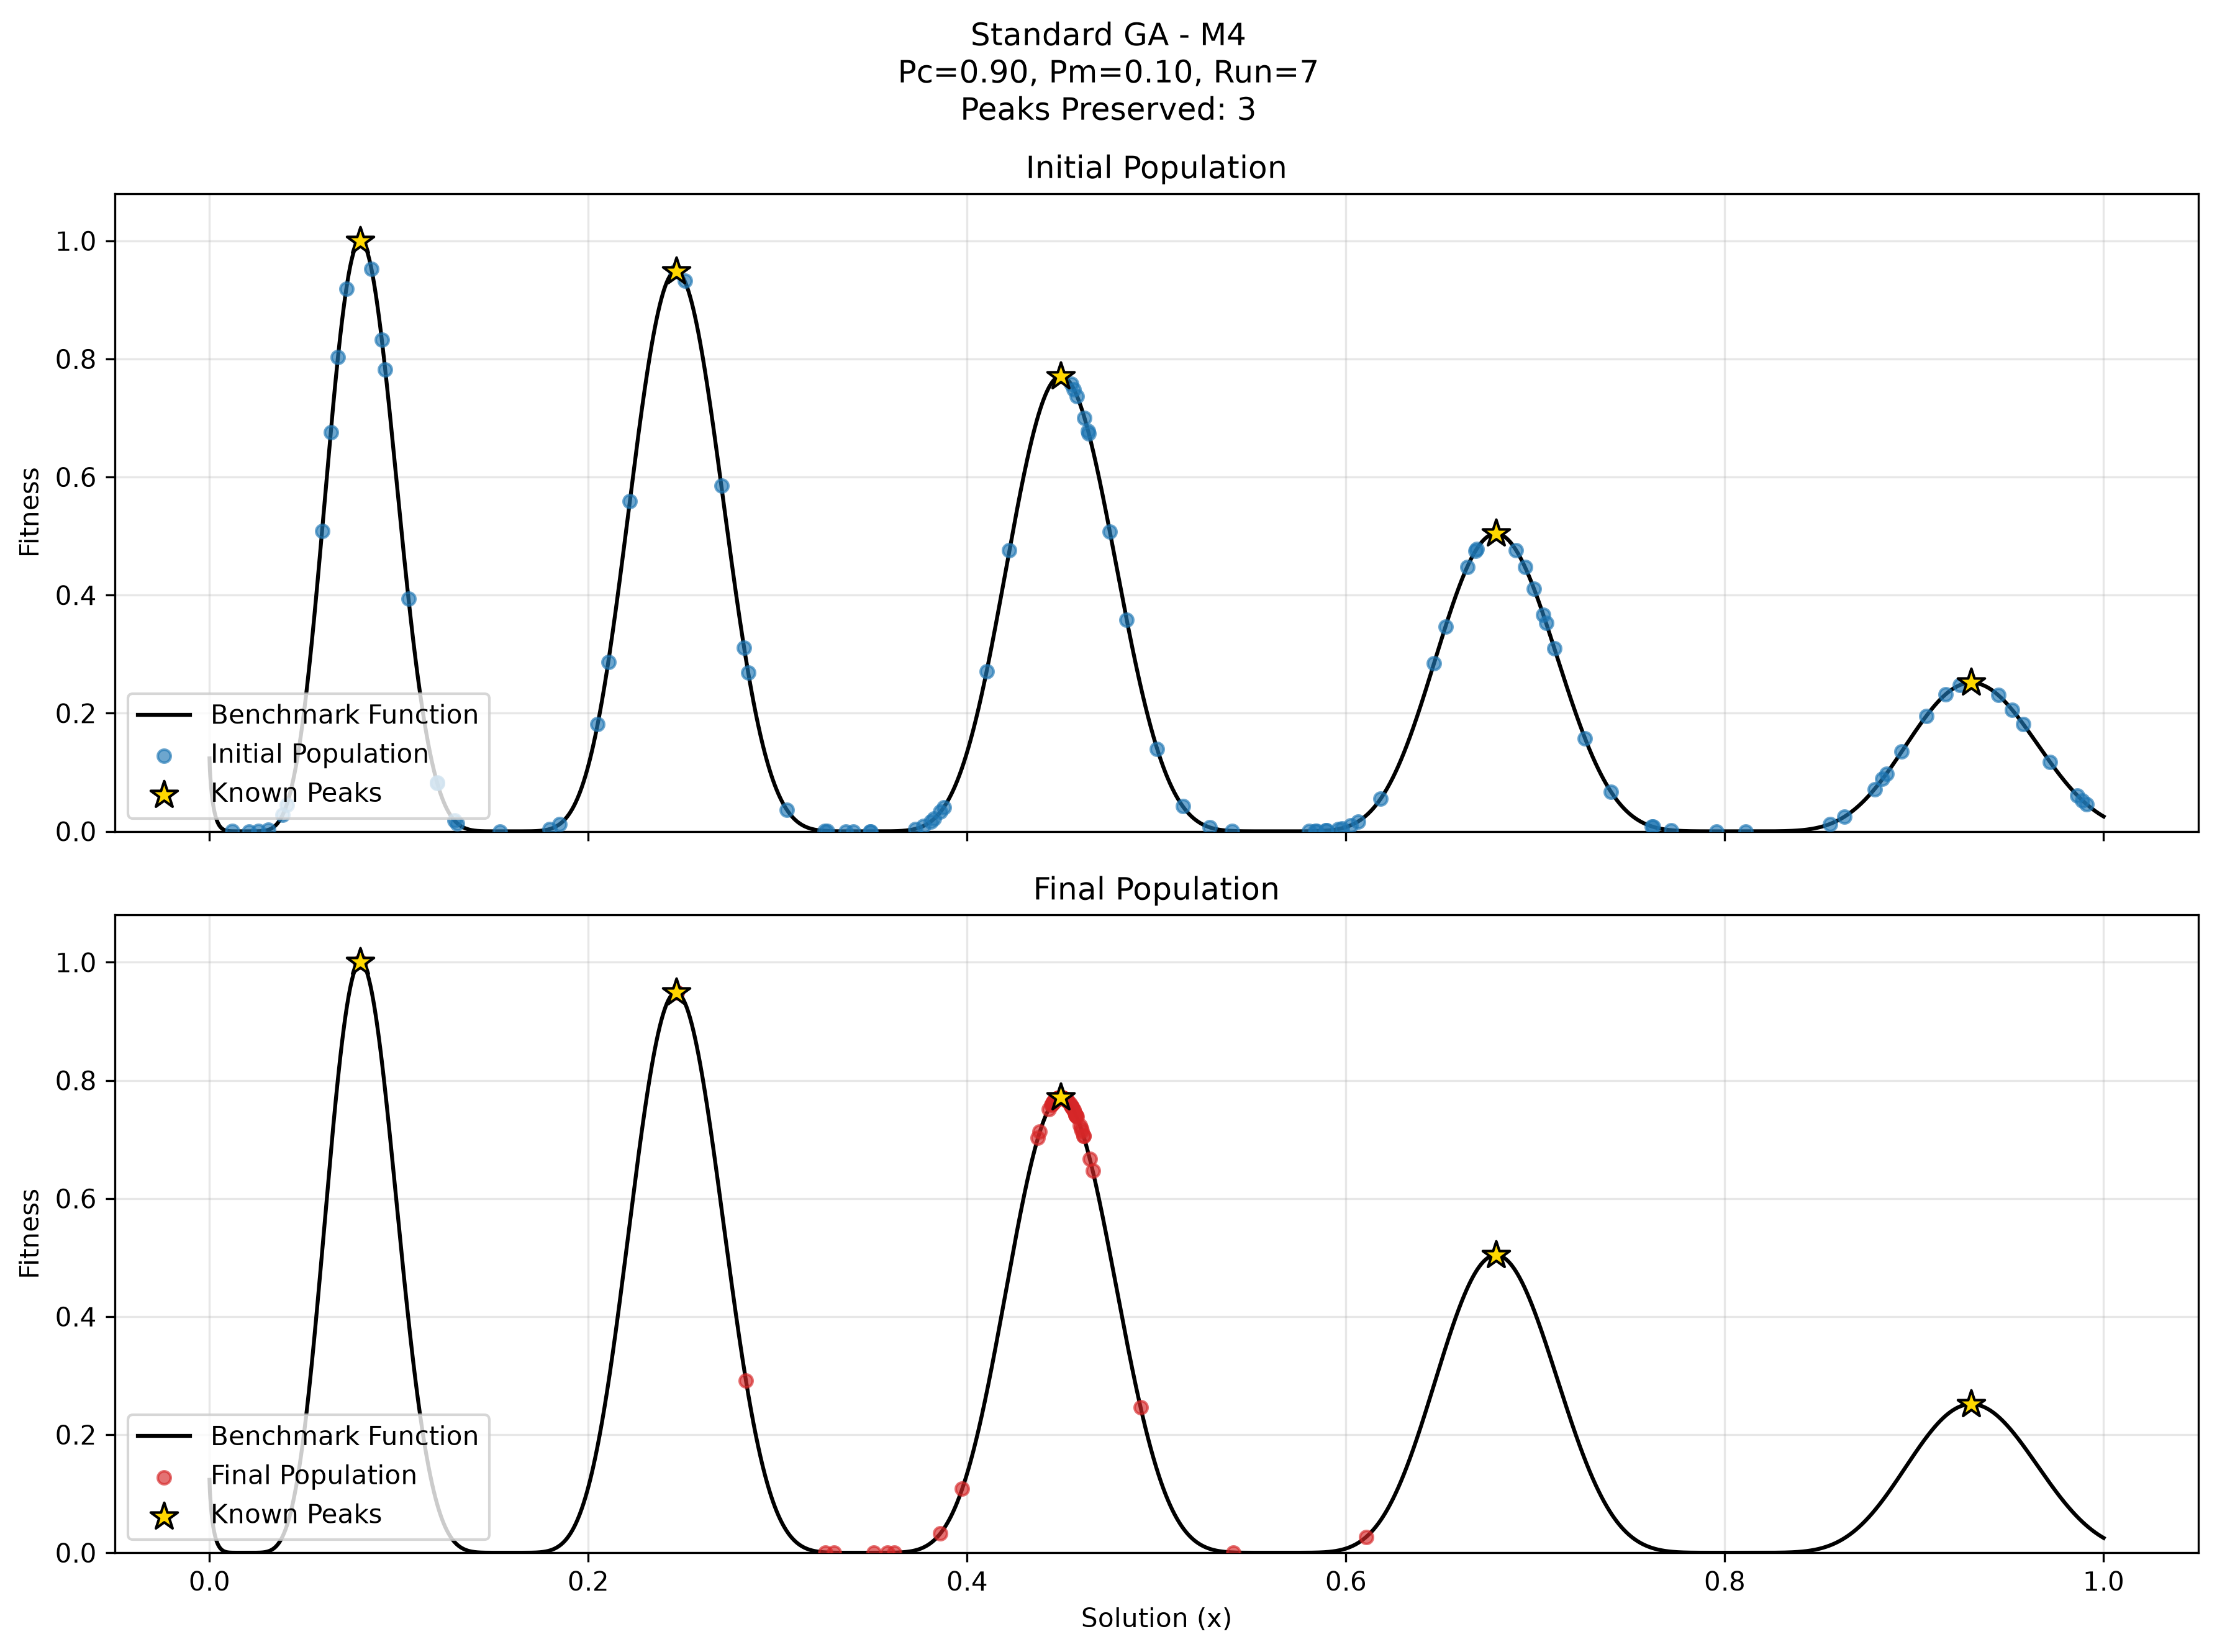 Standard GA - M4
Pc=0.90, Pm=0.10, Run=7
Peaks Preserved: 3
Initial Population
1.0
0.8
0.6
0.4
0.2
0.0
Fitness
Benchmark Function
Initial Population
Known Peaks
Final Population
1.0
0.8
0.6
0.4
0.2
0.0
Fitness
Benchmark Function
Final Population
Known Peaks
0.0 0.2 0.4 0.6 0.8 1.0
Solution (x)